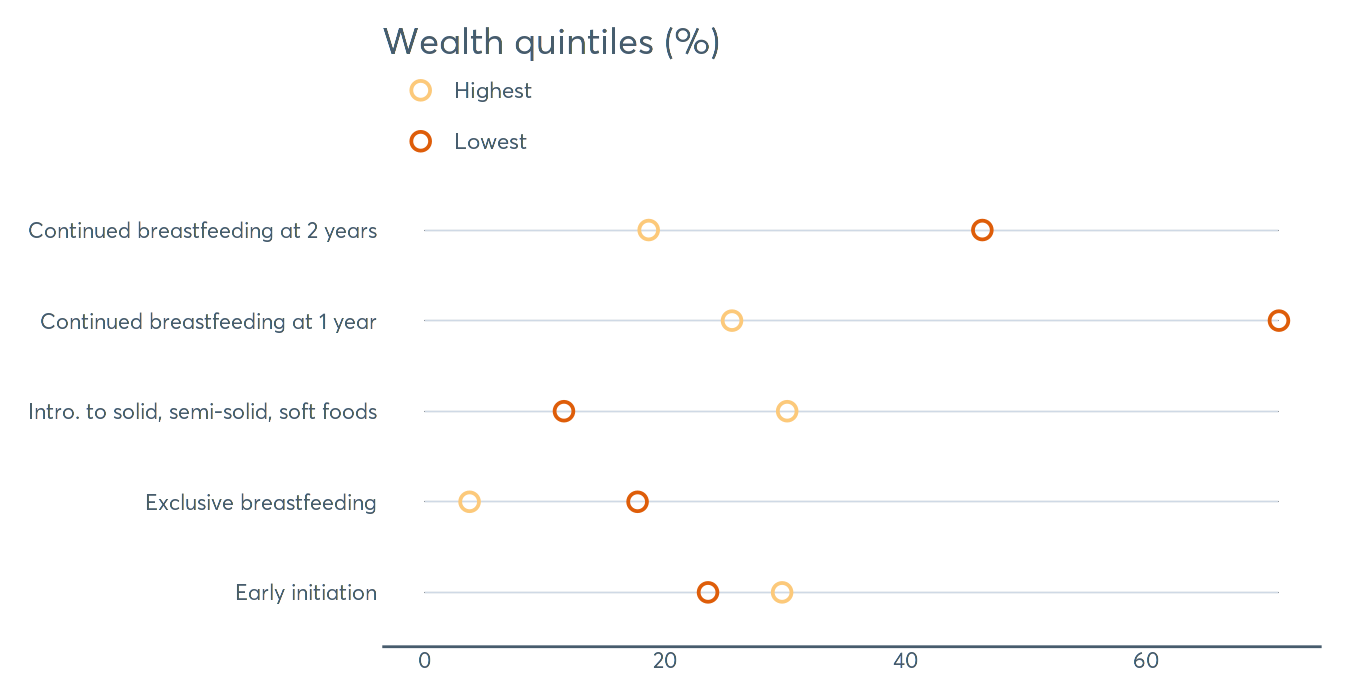 Wealth quintiles (%)
Highest
Lowest
Continued breastfeeding at 2 years
Continued breastfeeding at 1 year
Intro. to solid, semi-solid, soft foods
Exclusive breastfeeding
Early initiation
0 20 40 60